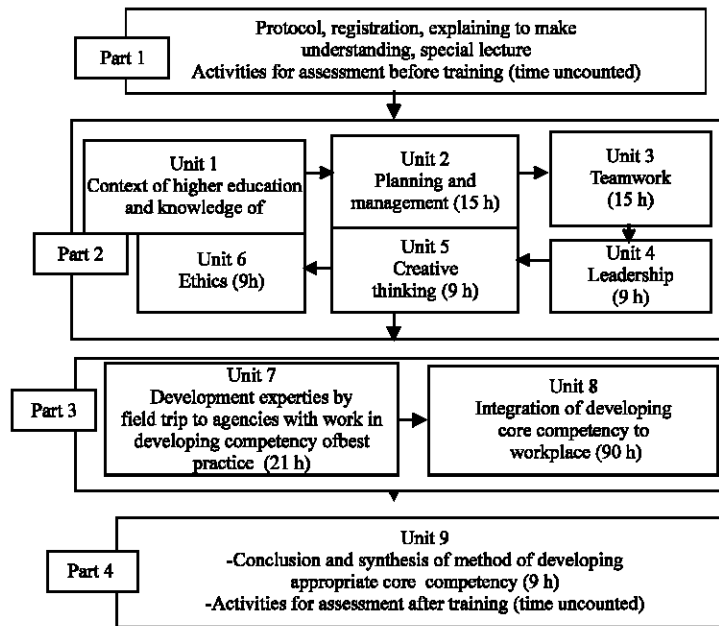 Part 1
Protocol, registration, explaining to make
understanding, special lecture
Activities for assessment before training (time uncounted)
Part 2
Unit 1
Context of higher education
and knowledge of
Unit 2
Planning and
management (15 h)
Unit 3
Teamwork
(15 h)
Unit 4
Leadership
(9 h)
Unit 5
Creative
thinking (9 h)
Unit 6
Ethics (9h)
Part 3
Unit 7
Development experties by
field trip to agencies with work in
developing competency ofbest
practice (21 h)
Unit 8
Integration of developing
core competency to
workplace (90 h)
Part 4
Unit 9
-Conclusion and synthesis of method of developing
appropriate core competency (9 h)
-Activities for assessment after training (time uncounted)